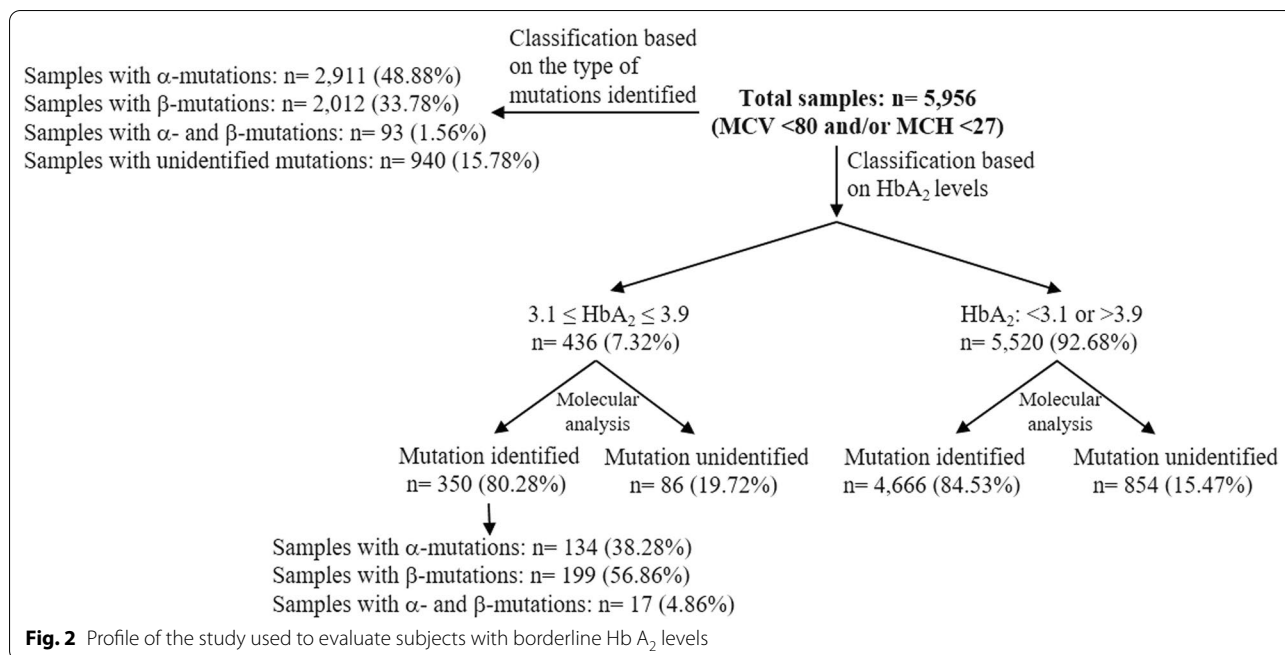 Classification based
on the type of
mutations identified
Samples with α-mutations: n= 2,911 (48.88%)
Samples with β-mutations: n= 2,012 (33.78%)
Samples with α- and β-mutations: n= 93 (1.56%)
Samples with unidentified mutations: n= 940 (15.78%)
Total samples: n= 5,956
(MCV <80 and/or MCH <27)
Classification based
on HbA₂ levels
3.1 ≤ HbA₂ ≤ 3.9
n= 436 (7.32%)
HbA₂: <3.1 or >3.9
n= 5,520 (92.68%)
Molecular
analysis
Molecular
analysis
Mutation identified
n= 350 (80.28%)
Mutation unidentified
n= 86 (19.72%)
Mutation identified
n= 4,666 (84.53%)
Mutation unidentified
n= 854 (15.47%)
Samples with α-mutations: n= 134 (38.28%)
Samples with β-mutations: n= 199 (56.86%)
Samples with α- and β-mutations: n= 17 (4.86%)
Fig. 2 Profile of the study used to evaluate subjects with borderline Hb A₂ levels